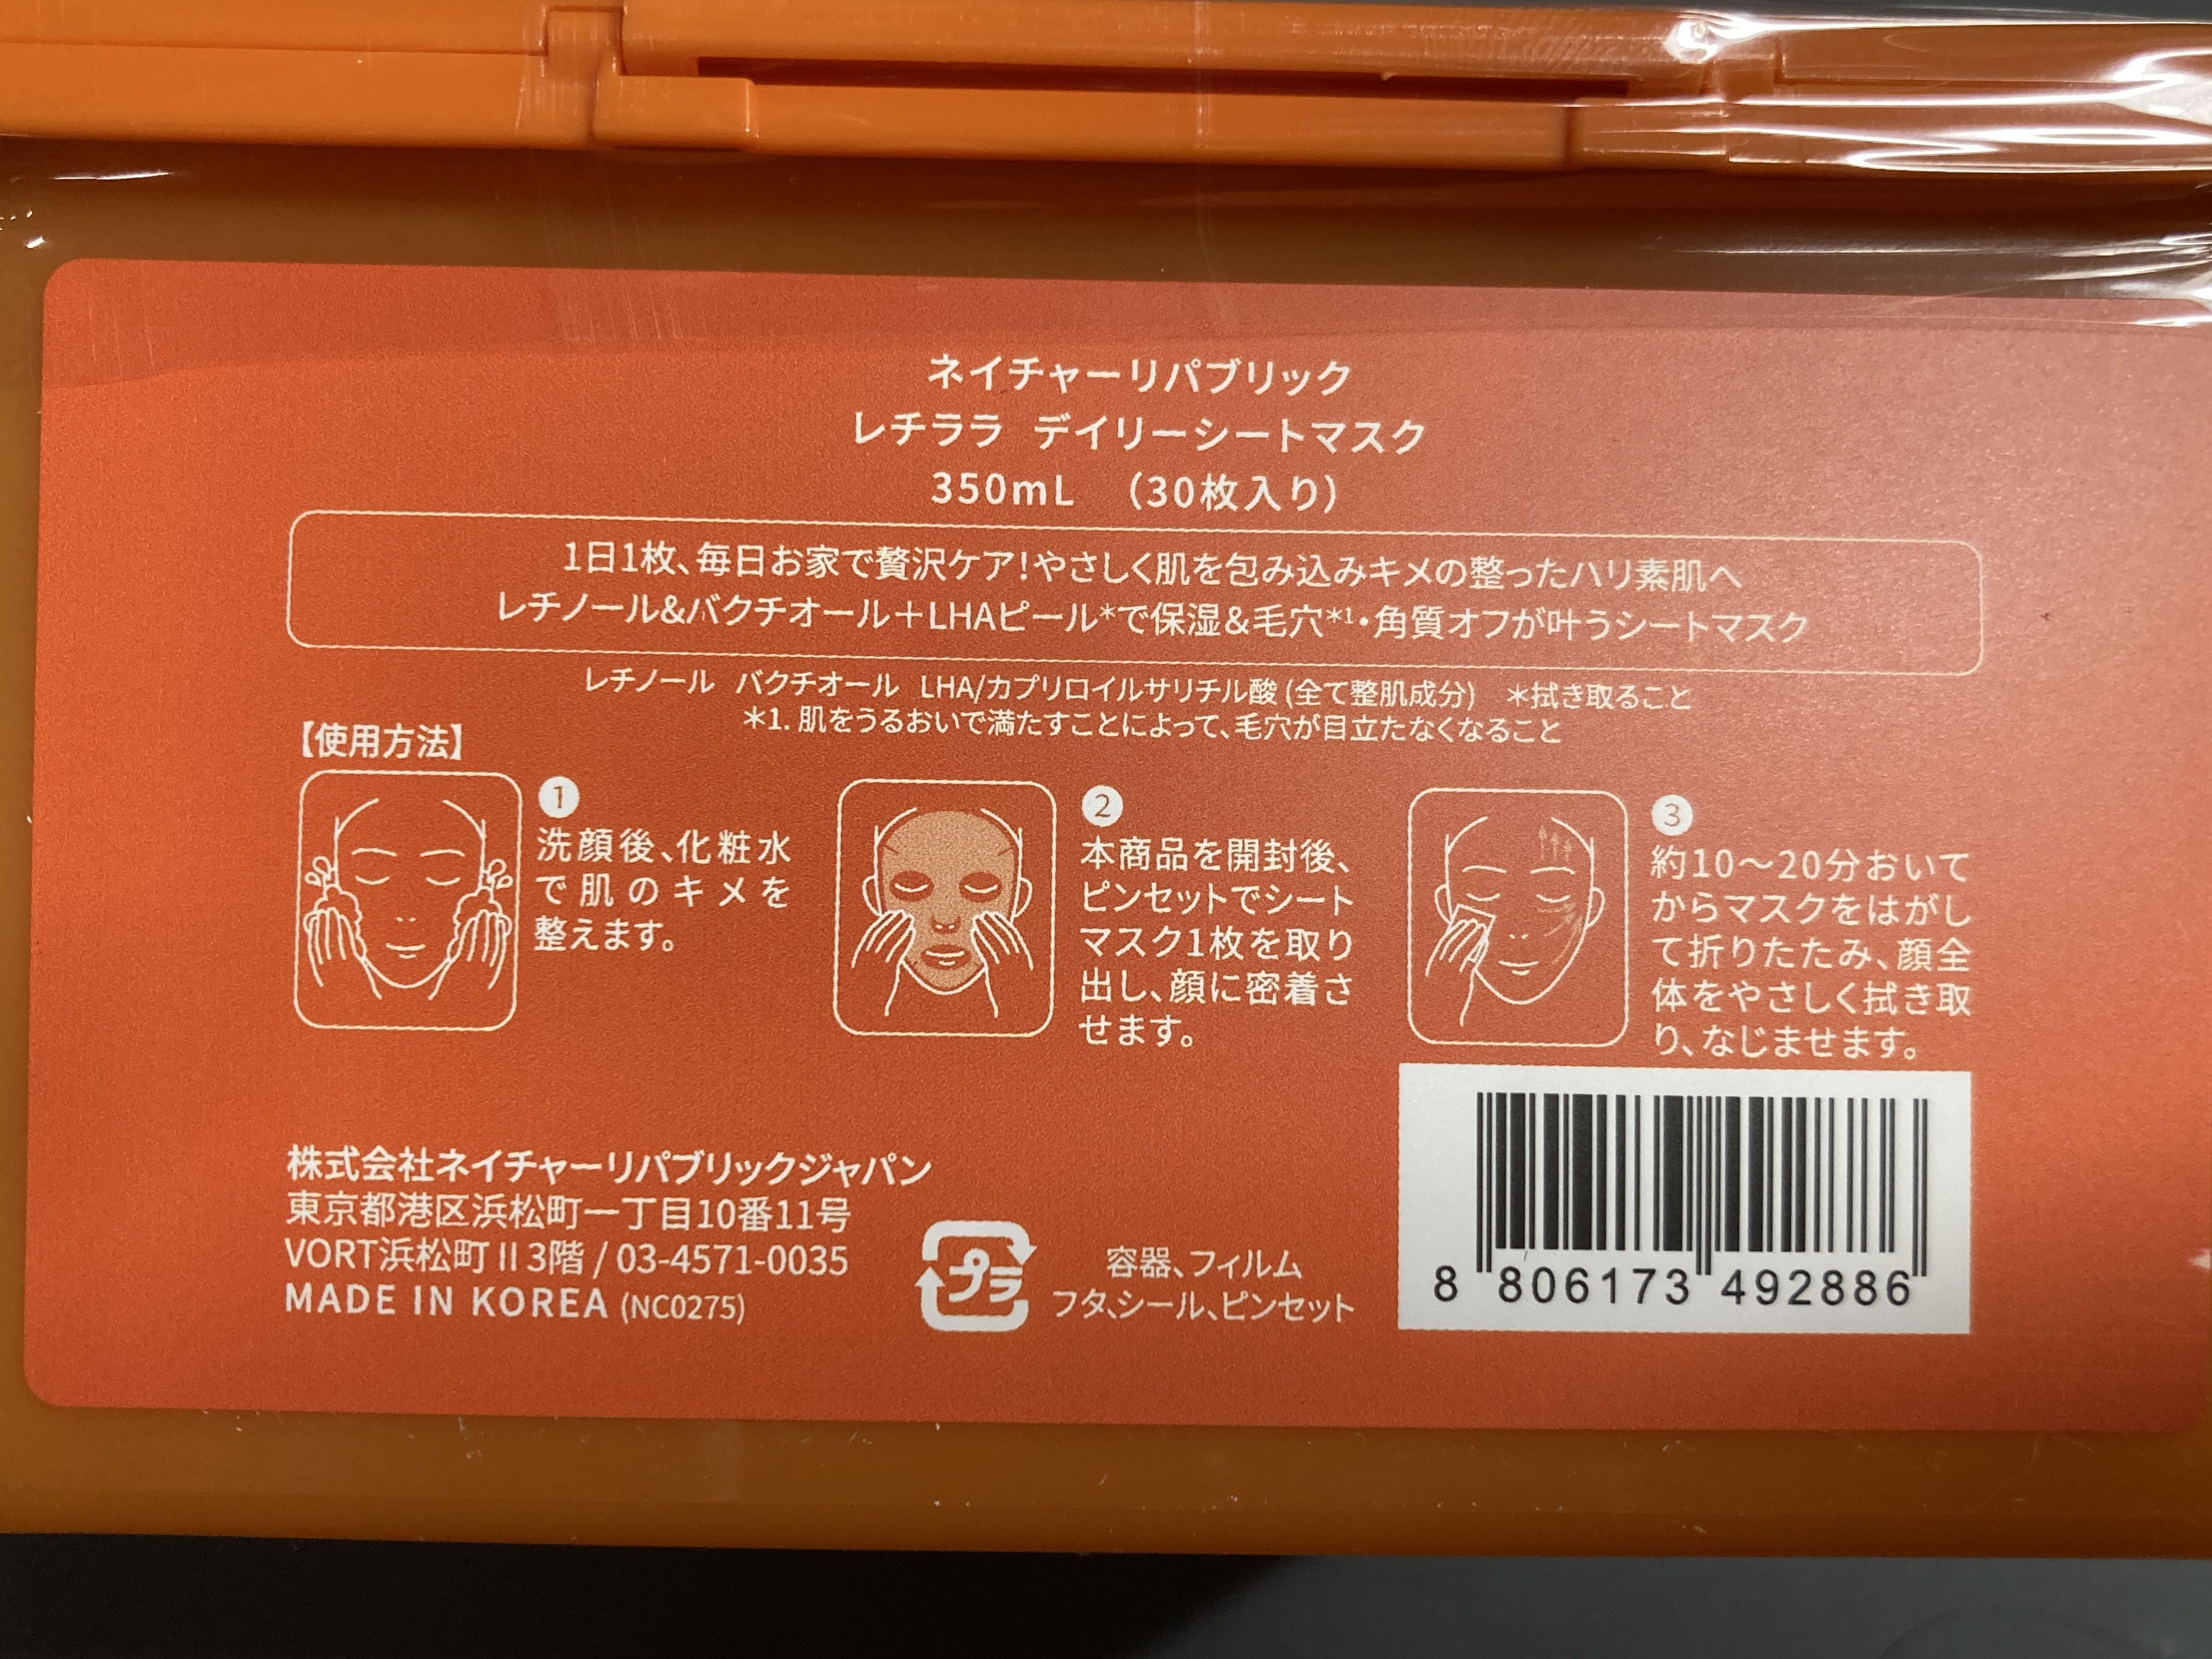 ネイチャーリパブリック
レチララ デイリーシートマスク
350mL （30枚入り）
1日1枚、毎日お家で贅沢ケア！やさしく肌を包み込みキメの整ったハリ素肌へ
レチノール&バクチオール＋LHAピール＊で保湿&毛穴＊1・角質オフが叶うシートマスク
レチノール バクチオール LHA/カプリロイルサリチル酸 (全て整肌成分) ＊拭き取ること
＊1. 肌をうるおいで満たすことによって、毛穴が目立たなくなること
【使用方法】
1
洗顔後、化粧水
で肌のキメを
整えます。
2
本商品を開封後、
ピンセットでシート
マスク1枚を取り
出し、顔に密着さ
せます。
3
約10〜20分おいて
からマスクをはがし
て折りたたみ、顔全
体をやさしく拭き取
り、なじませます。
株式会社ネイチャーリパブリックジャパン
東京都港区浜松町一丁目10番11号
VORT浜松町Ⅱ3階 / 03-4571-0035
MADE IN KOREA (NC0275)
プラ
容器、フィルム
フタ、シール、ピンセット
8 806173 492886